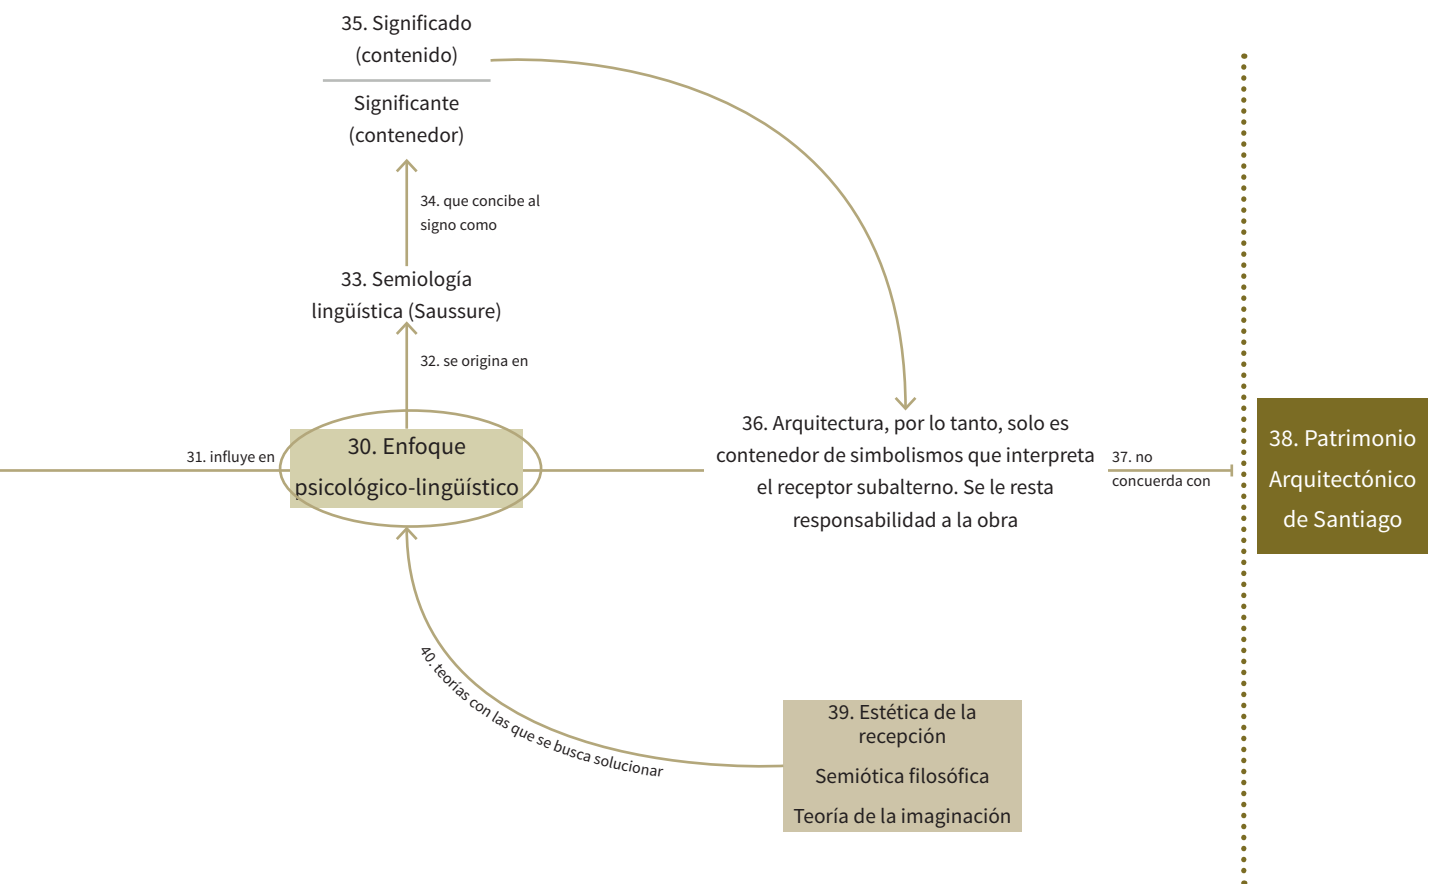 35. Significado
(contenido)
Significante
(contenedor)
34. que concibe al
signo como
33. Semiología
lingüística (Saussure)
32. se origina en
31. influye en
30. Enfoque
psicológico-lingüístico
36. Arquitectura, por lo tanto, solo es
contenedor de simbolismos que interpreta
el receptor subalterno. Se le resta
responsabilidad a la obra
37. no
concuerda con
38. Patrimonio
Arquitectónico
de Santiago
40. teorías con las que se busca solucionar
39. Estética de la
recepción
Semiótica filosófica
Teoría de la imaginación